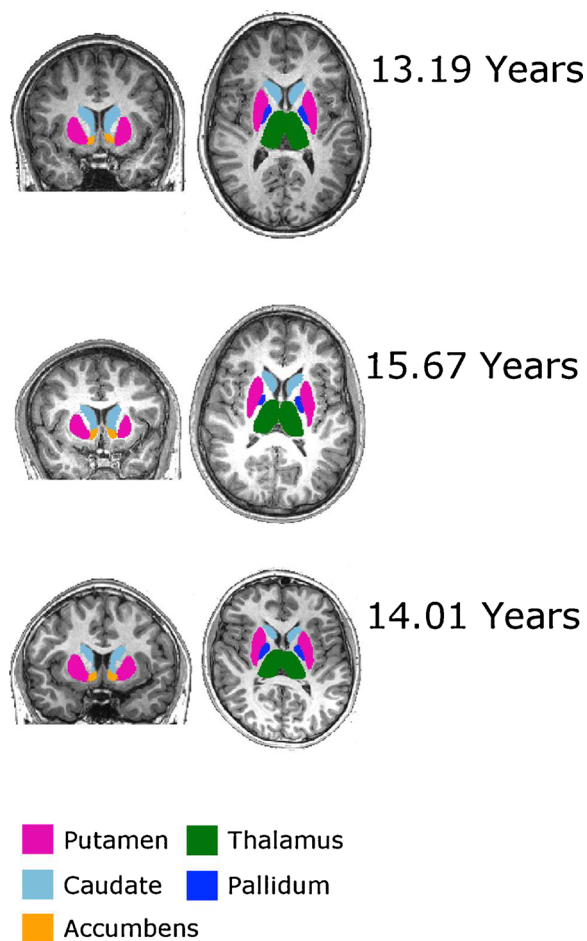 13.19 Years
15.67 Years
14.01 Years
Putamen Thalamus
Caudate Pallidum
Accumbens